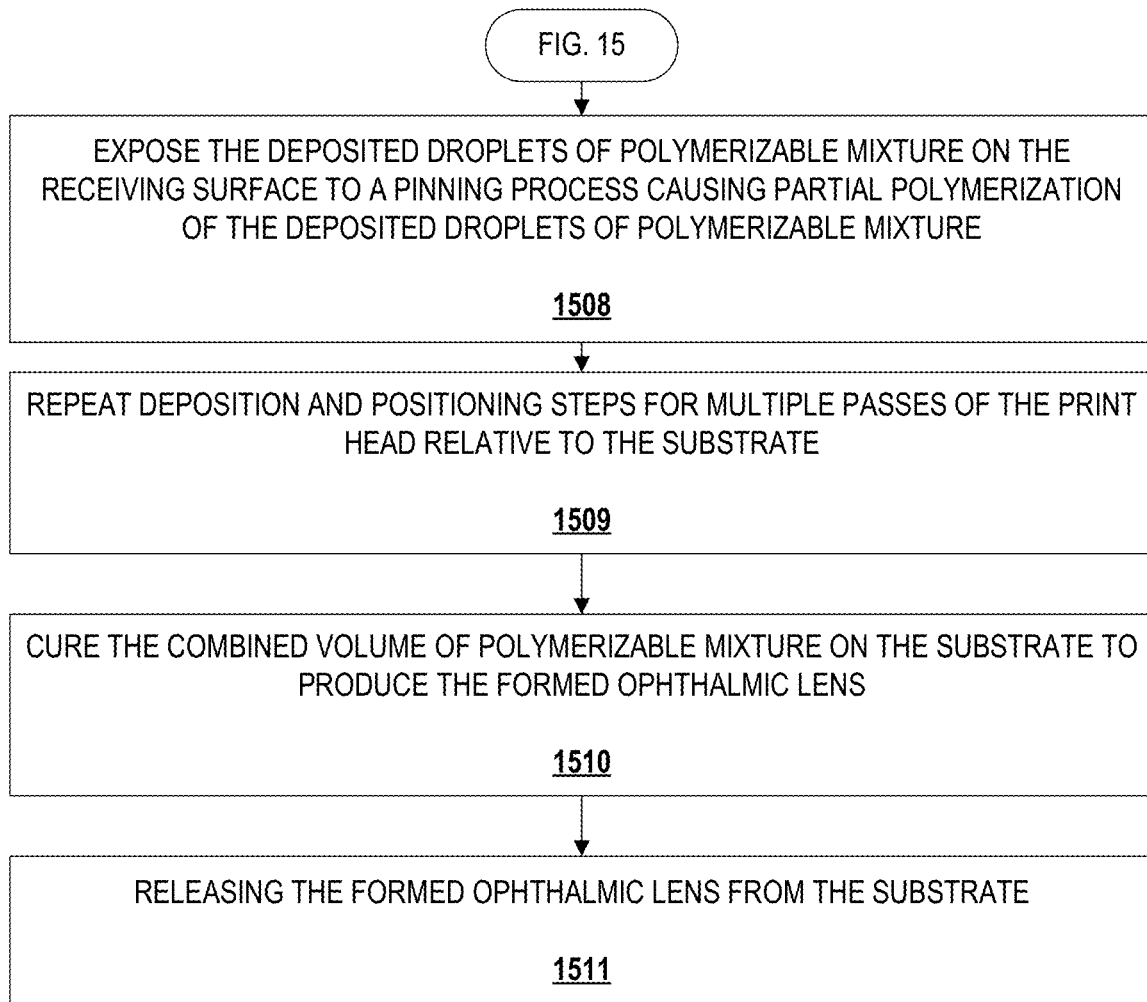 FIG. 15
EXPOSE THE DEPOSITED DROPLETS OF POLYMERIZABLE MIXTURE ON THE
RECEIVING SURFACE TO A PINNING PROCESS CAUSING PARTIAL POLYMERIZATION
OF THE DEPOSITED DROPLETS OF POLYMERIZABLE MIXTURE
1508
REPEAT DEPOSITION AND POSITIONING STEPS FOR MULTIPLE PASSES OF THE PRINT
HEAD RELATIVE TO THE SUBSTRATE
1509
CURE THE COMBINED VOLUME OF POLYMERIZABLE MIXTURE ON THE SUBSTRATE TO
PRODUCE THE FORMED OPHTHALMIC LENS
1510
RELEASING THE FORMED OPHTHALMIC LENS FROM THE SUBSTRATE
1511